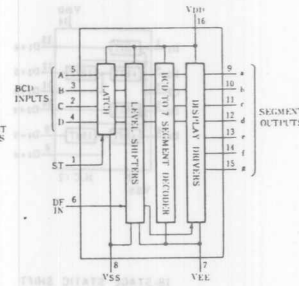 VDD
16
BCD
INPUTS
A 5
B 3
C 2
D 4
ST 1
DF 6
IN
LATCH
LEVEL SHIFTERS
BCD TO 7 SEGMENT DECODER
DISPLAY DRIVERS
9 a
10 b
11 c
12 d
13 e
14 f
15 g
SEGMENT
OUTPUTS
8
VSS
7
VEE